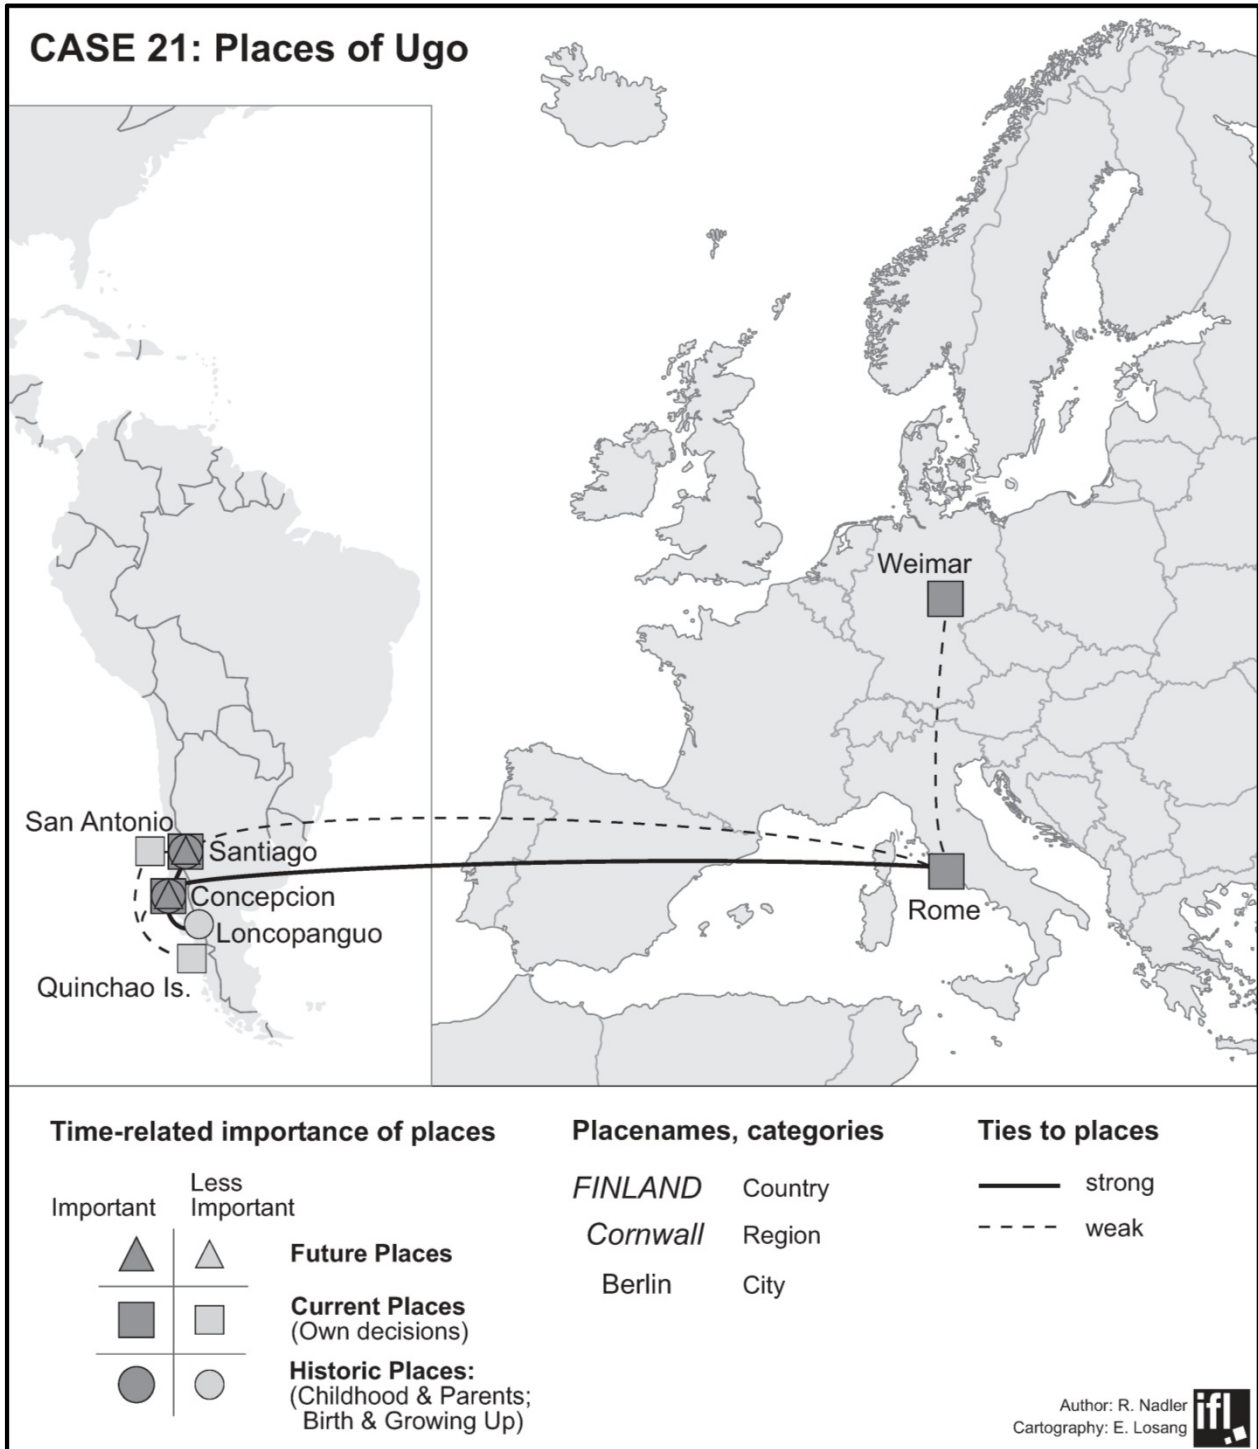 CASE 21: Places of Ugo
Weimar
San Antonio
Santiago
Concepcion
Rome
Loncopanguo
Quinchao Is.
Time-related importance of places
Important
Less
Important
Future Places
Current Places
(Own decisions)
Historic Places:
(Childhood & Parents;
Birth & Growing Up)
Placenames, categories
FINLAND Country
Cornwall Region
Berlin City
Ties to places
strong
weak
Author: R. Nadler
Cartography: E. Losang
ifl